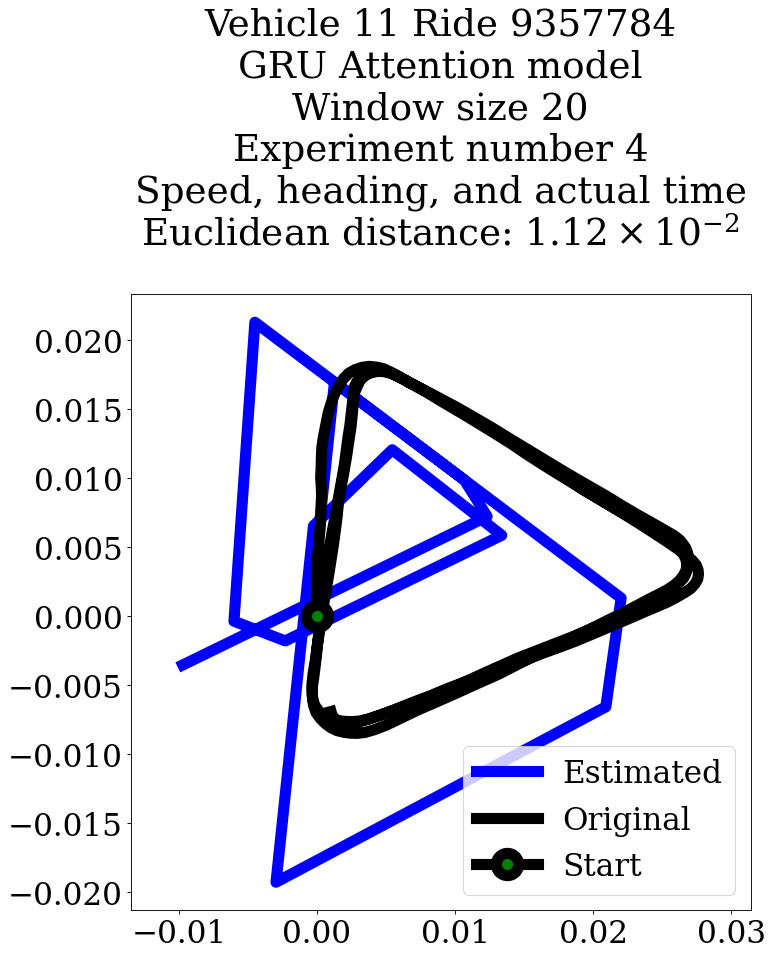 Vehicle 11 Ride 9357784
GRU Attention model
Window size 20
Experiment number 4
Speed, heading, and actual time
Euclidean distance: 1.12 × 10⁻²
0.020
0.015
0.010
0.005
0.000
−0.005
−0.010
−0.015
−0.020
Estimated
Original
Start
−0.01 0.00 0.01 0.02 0.03